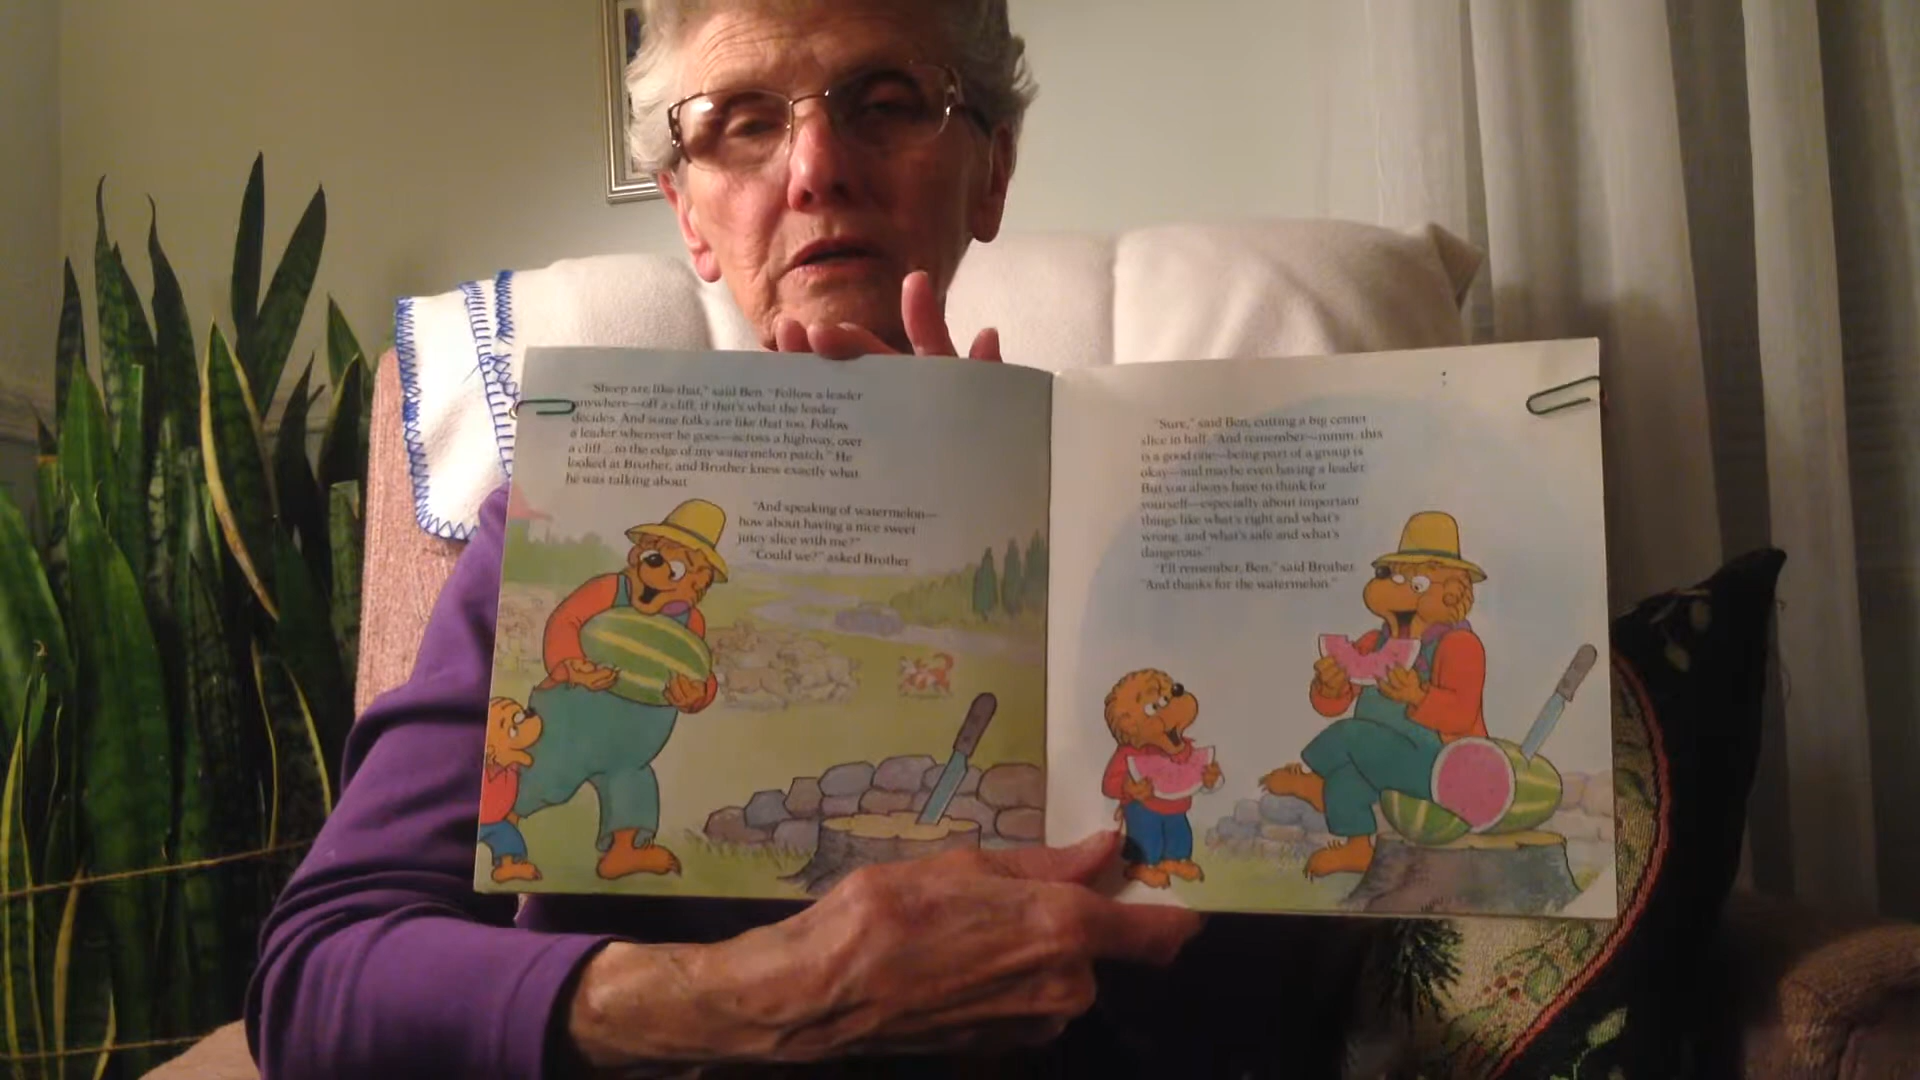 "Sheep are like that," said Ben. "Follow a leader
anywhere—off a cliff, if that's what the leader
decides. And some folks are like that too. Follow
a leader wherever he goes—across a highway, over
a cliff...to the edge of my watermelon patch." He
looked at Brother, and Brother knew exactly what
he was talking about.
"And speaking of watermelon—
how about having a nice sweet
juicy slice with me?"
"Could we?" asked Brother.
"Sure," said Ben, cutting a big center
slice in half. "And remember—mmm, this
is a good one—being part of a group is
okay—and maybe even having a leader.
But you always have to think for
yourself—especially about important
things like what's right and what's
wrong, and what's safe and what's
dangerous."
"I'll remember, Ben," said Brother.
"And thanks for the watermelon."